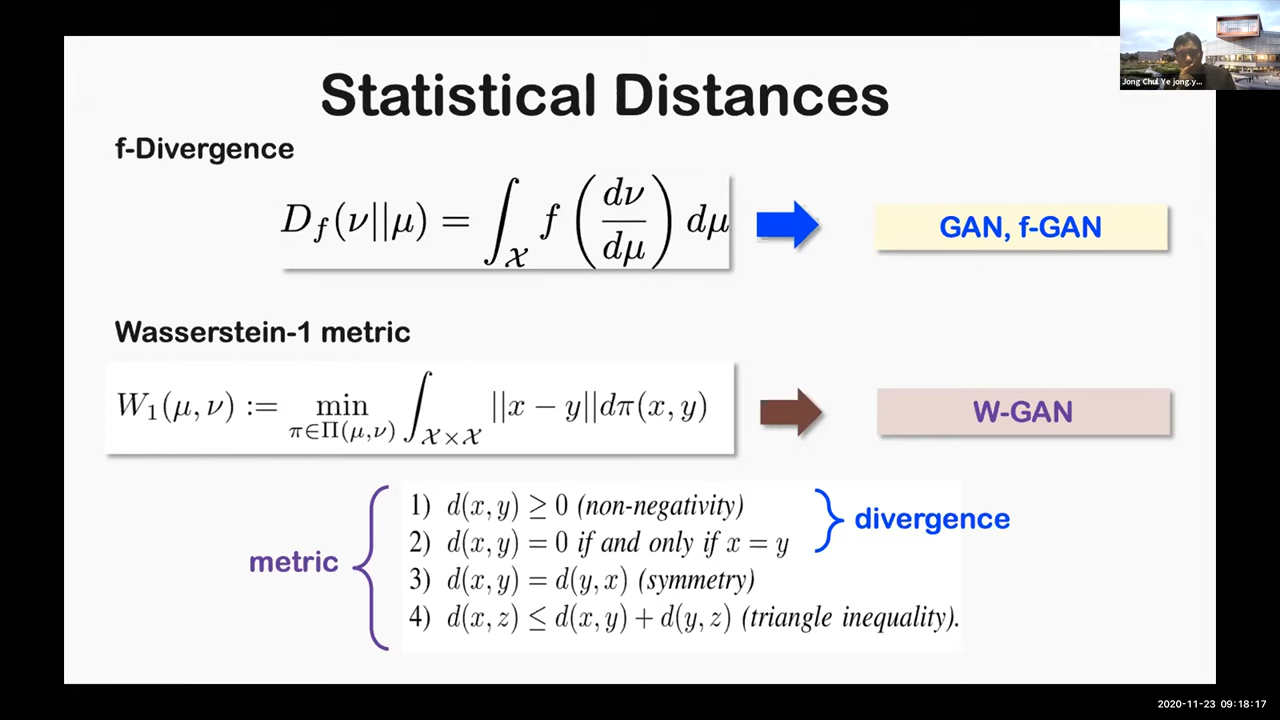 Jong Chul Ye jong.y...
Statistical Distances
f-Divergence
D_f(ν||μ) = ∫_𝒳 f(dν/dμ) dμ
GAN, f-GAN
Wasserstein-1 metric
W_1(μ, ν) := min_{π∈Π(μ,ν)} ∫_{𝒳×𝒳} ||x − y||dπ(x, y)
W-GAN
metric
1) d(x, y) ≥ 0 (non-negativity)
2) d(x, y) = 0 if and only if x = y
divergence
3) d(x, y) = d(y, x) (symmetry)
4) d(x, z) ≤ d(x, y) + d(y, z) (triangle inequality).
2020-11-23 09:18:17